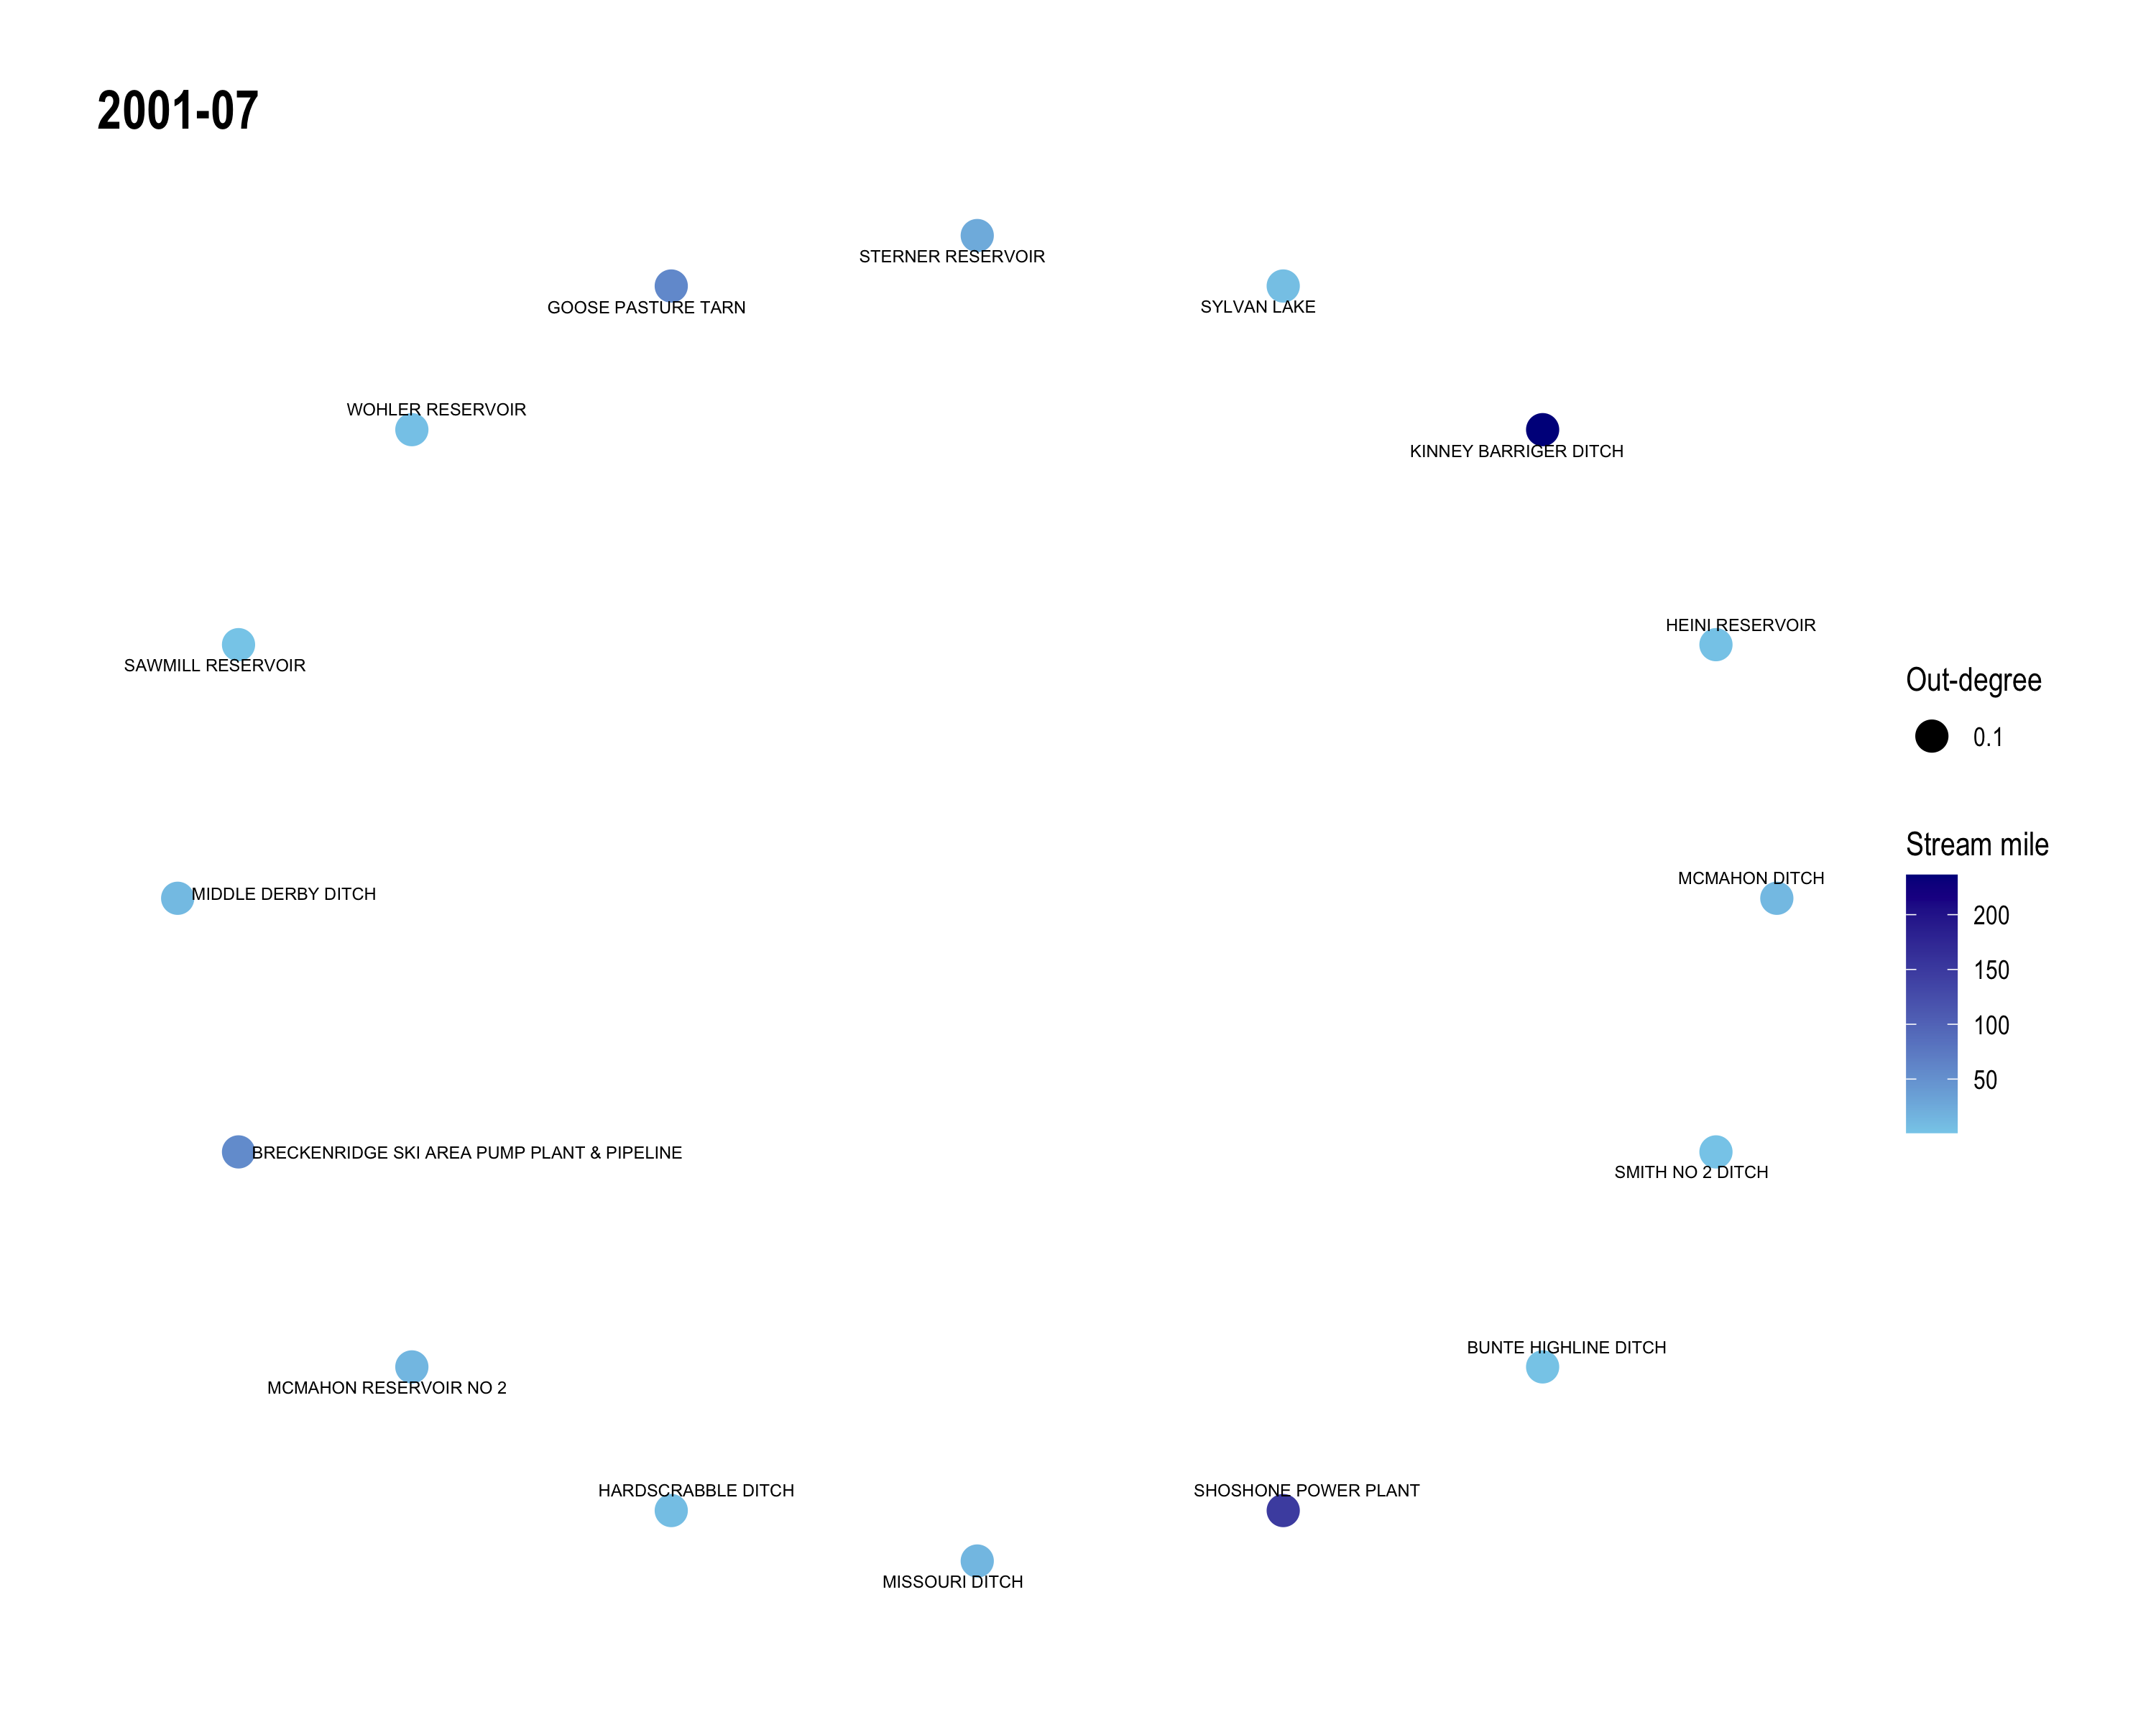 2001-07
STERNER RESERVOIR
GOOSE PASTURE TARN
SYLVAN LAKE
WOHLER RESERVOIR
KINNEY BARRIGER DITCH
HEINI RESERVOIR
SAWMILL RESERVOIR
Out-degree
0.1
Stream mile
MCMAHON DITCH
MIDDLE DERBY DITCH
200
150
100
50
BRECKENRIDGE SKI AREA PUMP PLANT & PIPELINE
SMITH NO 2 DITCH
BUNTE HIGHLINE DITCH
MCMAHON RESERVOIR NO 2
HARDSCRABBLE DITCH
SHOSHONE POWER PLANT
MISSOURI DITCH